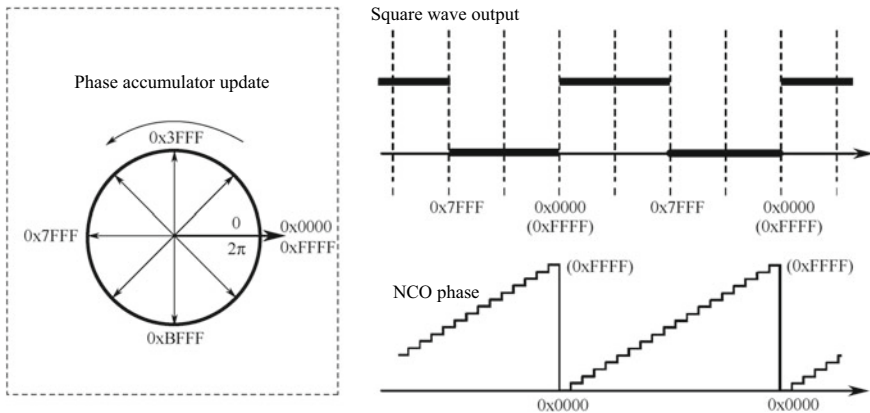 Phase accumulator update
0x3FFF
0x7FFF
0
2π
0x0000
0xFFFF
0xBFFF
Square wave output
0x7FFF
0x0000
(0xFFFF)
0x7FFF
0x0000
(0xFFFF)
NCO phase
(0xFFFF)
(0xFFFF)
0x0000
0x0000